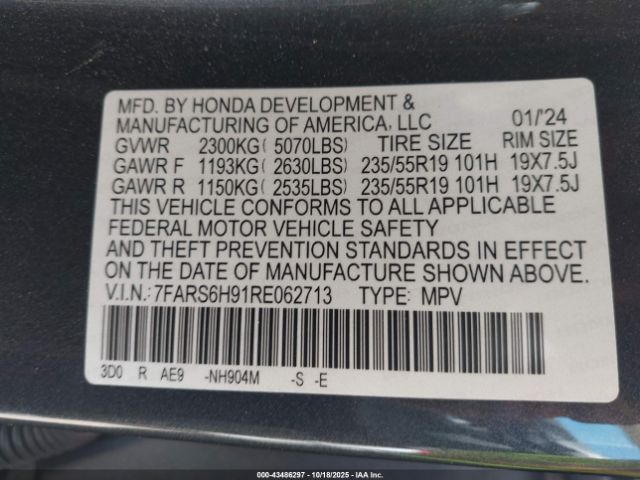 MFD. BY HONDA DEVELOPMENT &
MANUFACTURING OF AMERICA, LLC 01/'24
GVWR 2300KG( 5070LBS) TIRE SIZE RIM SIZE
GAWR F 1193KG( 2630LBS) 235/55R19 101H 19X7.5J
GAWR R 1150KG( 2535LBS) 235/55R19 101H 19X7.5J
THIS VEHICLE CONFORMS TO ALL APPLICABLE
FEDERAL MOTOR VEHICLE SAFETY
AND THEFT PREVENTION STANDARDS IN EFFECT
ON THE DATE OF MANUFACTURE SHOWN ABOVE.
V.I.N.: 7FARS6H91RE062713 TYPE: MPV
3D0 R AE9 -NH904M -S -E
000-43486297 - 10/18/2025 - IAAI.COM